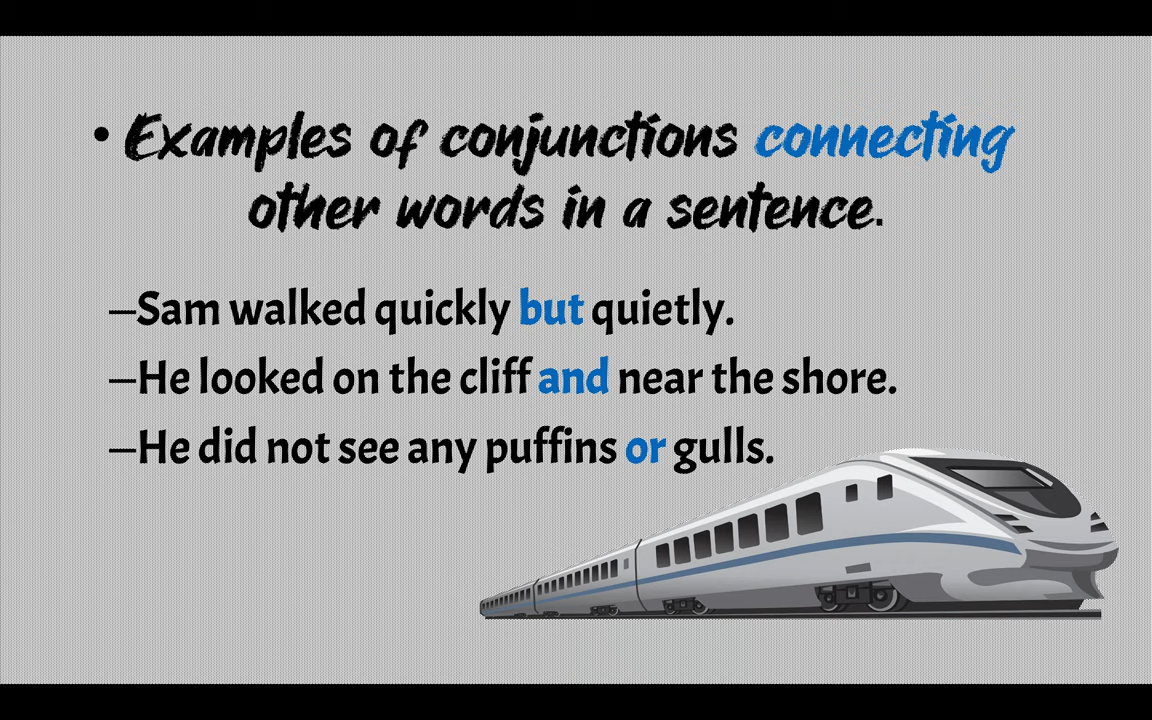 • Examples of conjunctions connecting
other words in a sentence.
–Sam walked quickly but quietly.
–He looked on the cliff and near the shore.
–He did not see any puffins or gulls.